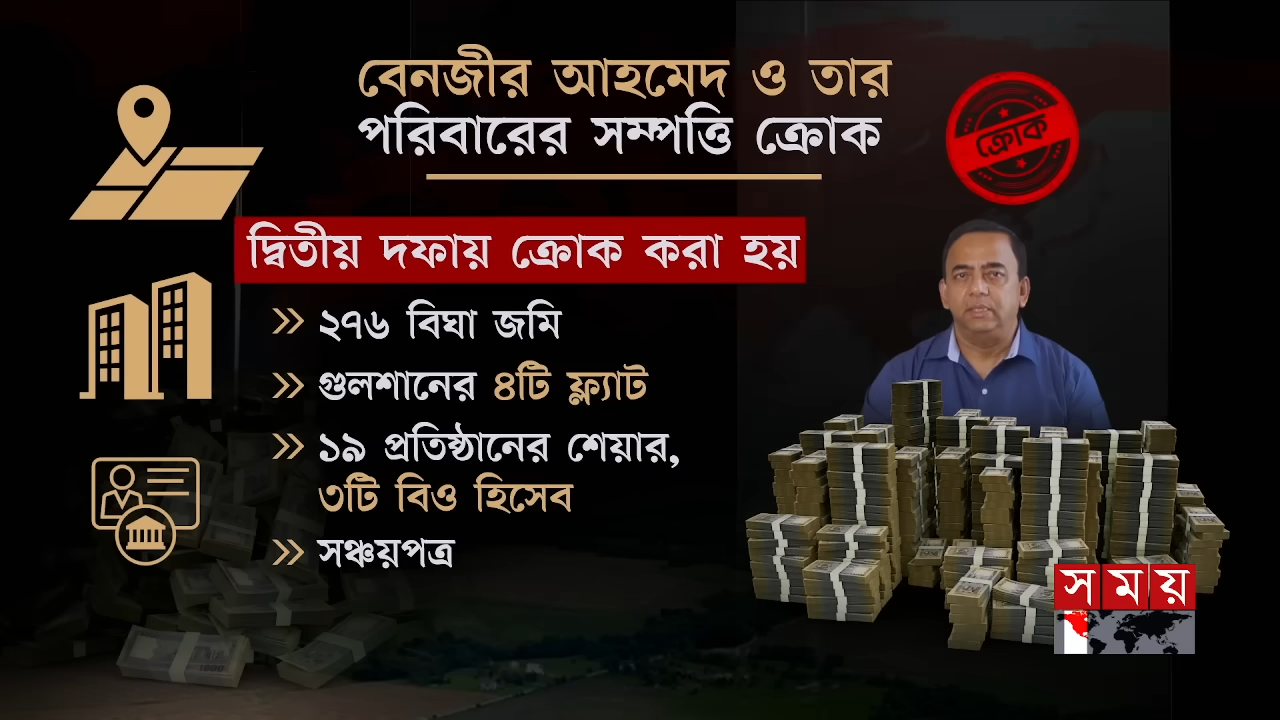 বেনজীর আহমেদ ও তার
পরিবারের সম্পত্তি ক্রোক
ক্রোক
দ্বিতীয় দফায় ক্রোক করা হয়
২৭৬ বিঘা জমি
গুলশানের ৪টি ফ্ল্যাট
১৯ প্রতিষ্ঠানের শেয়ার,
৩টি বিও হিসেব
সঞ্চয়পত্র
সময়